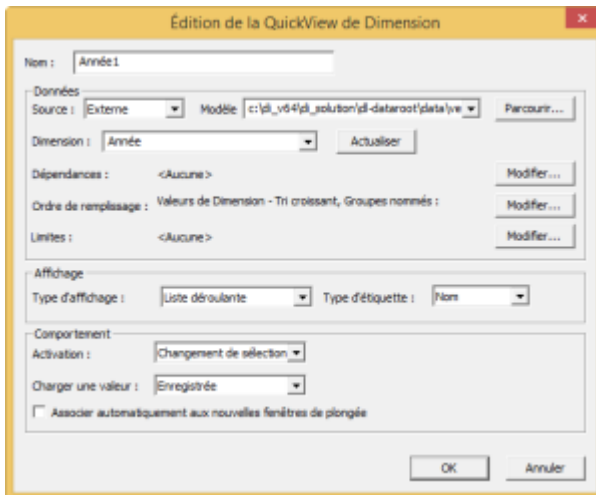 Édition de la QuickView de Dimension
Nom : Année1
Données
Source : Externe Modèle c:\di_v64\di_solution\dl-dataroot\data\ve Parcourir...
Dimension : Année Actualiser
Dépendances : <Aucune> Modifier...
Ordre de remplissage : Valeurs de Dimension - Tri croissant, Groupes nommés : Modifier...
Limites : <Aucune> Modifier...
Affichage
Type d'affichage : Liste déroulante Type d'étiquette : Nom
Comportement
Activation : Changement de sélection
Charger une valeur : Enregistrée
Associer automatiquement aux nouvelles fenêtres de plongée
OK Annuler